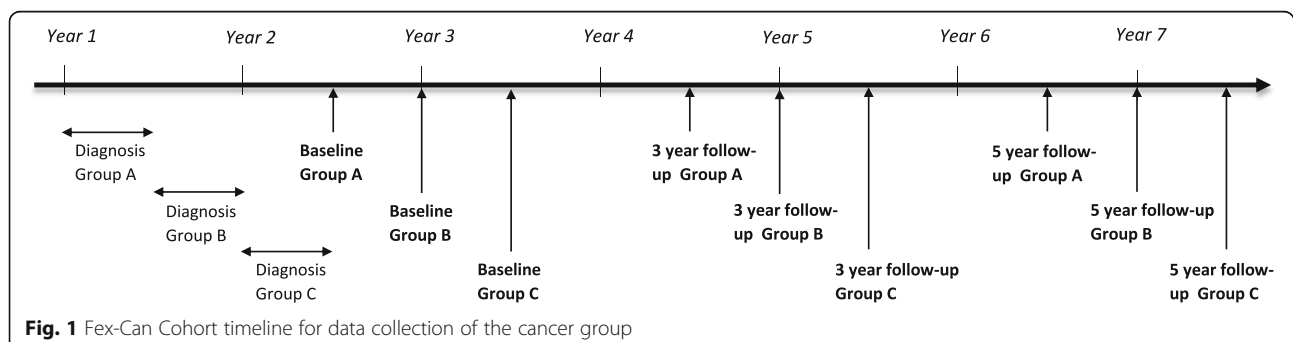 Year 1 Year 2 Year 3 Year 4 Year 5 Year 6 Year 7
Diagnosis
Group A
Baseline
Group A
3 year follow-
up Group A
5 year follow-
up Group A
Diagnosis
Group B
Baseline
Group B
3 year follow-
up Group B
5 year follow-up
Group B
Diagnosis
Group C
Baseline
Group C
3 year follow-up
Group C
5 year follow-
up Group C
Fig. 1 Fex-Can Cohort timeline for data collection of the cancer group